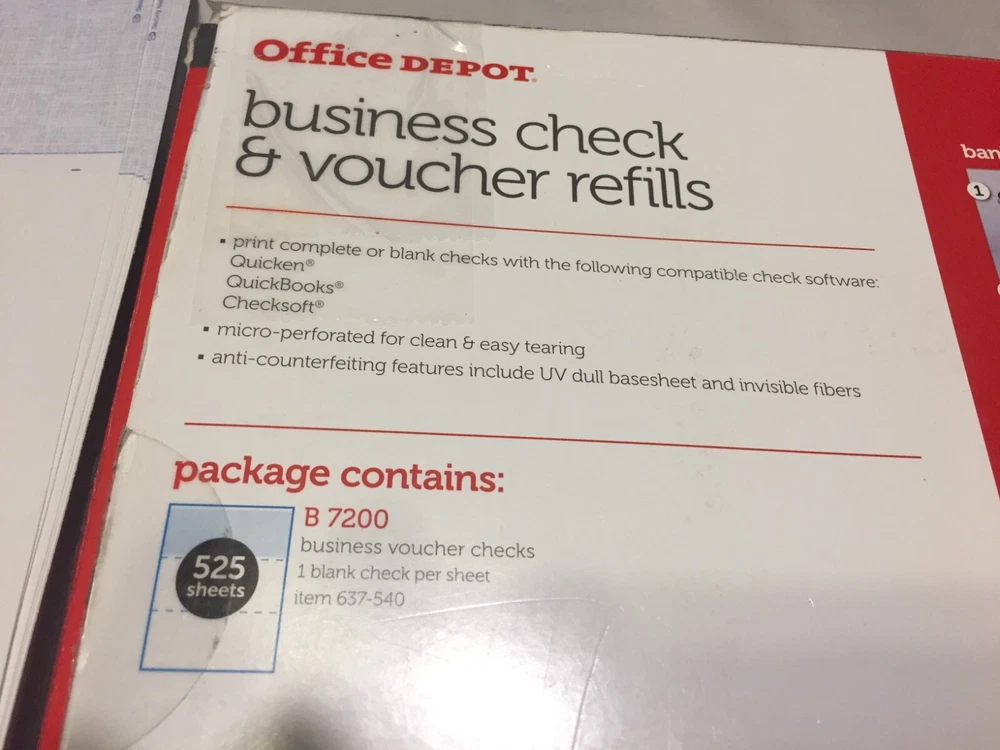 Office DEPOT
business check
& voucher refills
▪ print complete or blank checks with the following compatible check software:
Quicken®
QuickBooks®
Checksoft®
▪ micro-perforated for clean & easy tearing
▪ anti-counterfeiting features include UV dull basesheet and invisible fibers
package contains:
525
sheets
B 7200
business voucher checks
1 blank check per sheet
item 637-540
1